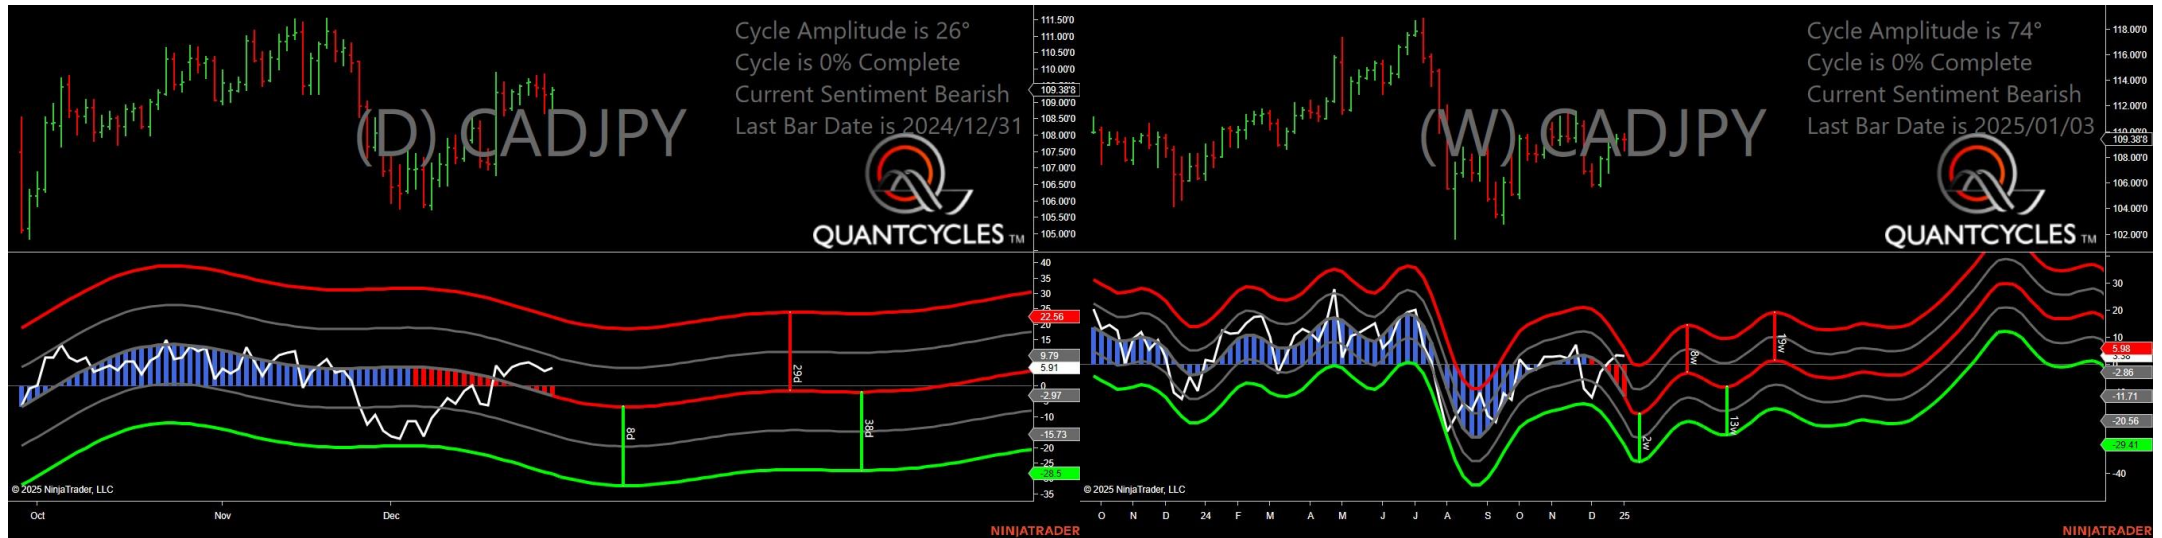 Cycle Amplitude is 26°
Cycle is 0% Complete
Current Sentiment Bearish
Last Bar Date is 2024/12/31
(D) CADJPY
QUANTCYCLES TM
111.50'0
110.50'0
110.00'0
109.38'8
109.00'0
108.50'0
108.00'0
107.50'0
107.00'0
106.50'0
106.00'0
105.50'0
105.00'0
40
35
30
25
22.56
20
15
9.79
5.91
0
-2.97
-10
-15.73
-20
-25
-28.5
-35
29d
8d
38d
© 2025 NinjaTrader, LLC
Oct
Nov
Dec
NINJATRADER
Cycle Amplitude is 74°
Cycle is 0% Complete
Current Sentiment Bearish
Last Bar Date is 2025/01/03
(W) CADJPY
QUANTCYCLES TM
118.00'0
116.00'0
114.00'0
112.00'0
110.00'0
109.38'8
108.00'0
106.00'0
104.00'0
102.00'0
30
20
10
5.98
-2.86
-11.71
-20.56
-29.41
-40
8w
19w
2w
13w
© 2025 NinjaTrader, LLC
O N D 24 F M A M J J A S O N D 25
NINJATRADER